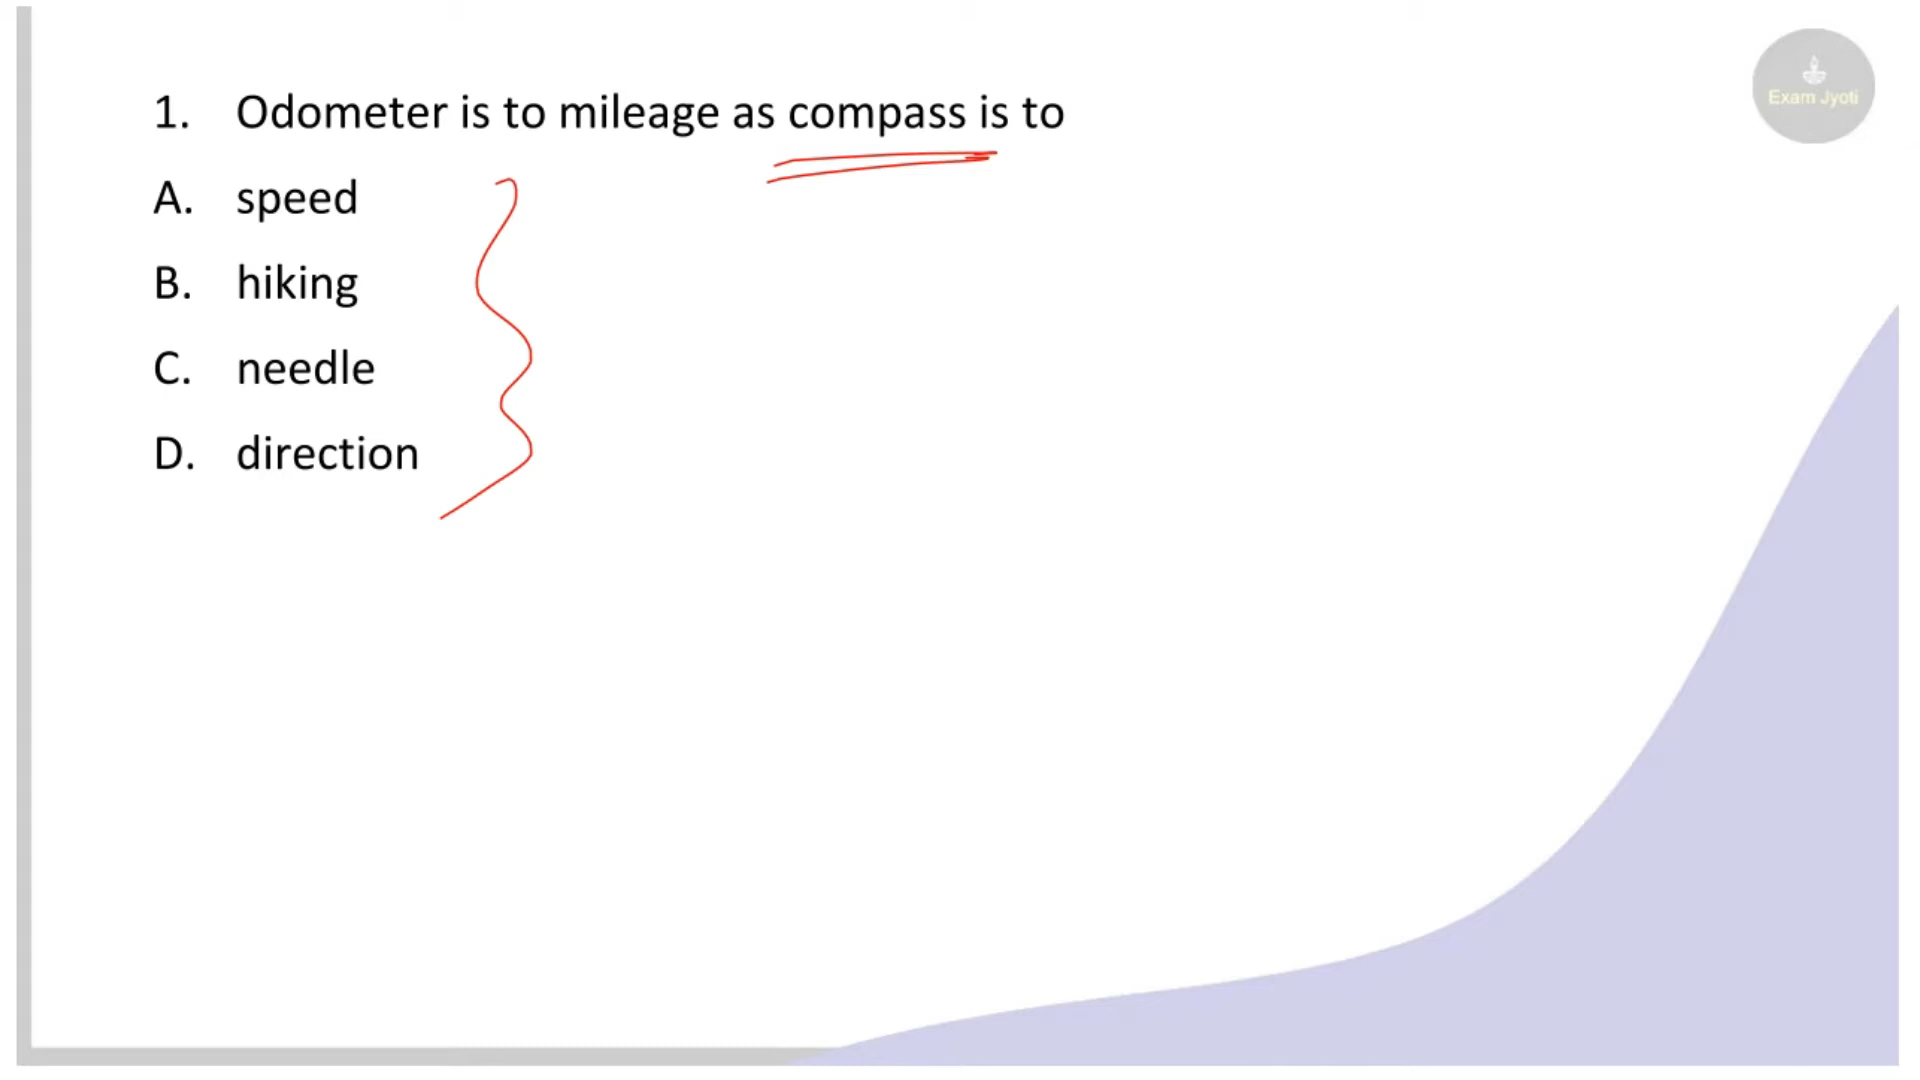 Exam Jyoti
1. Odometer is to mileage as compass is to
A. speed
B. hiking
C. needle
D. direction